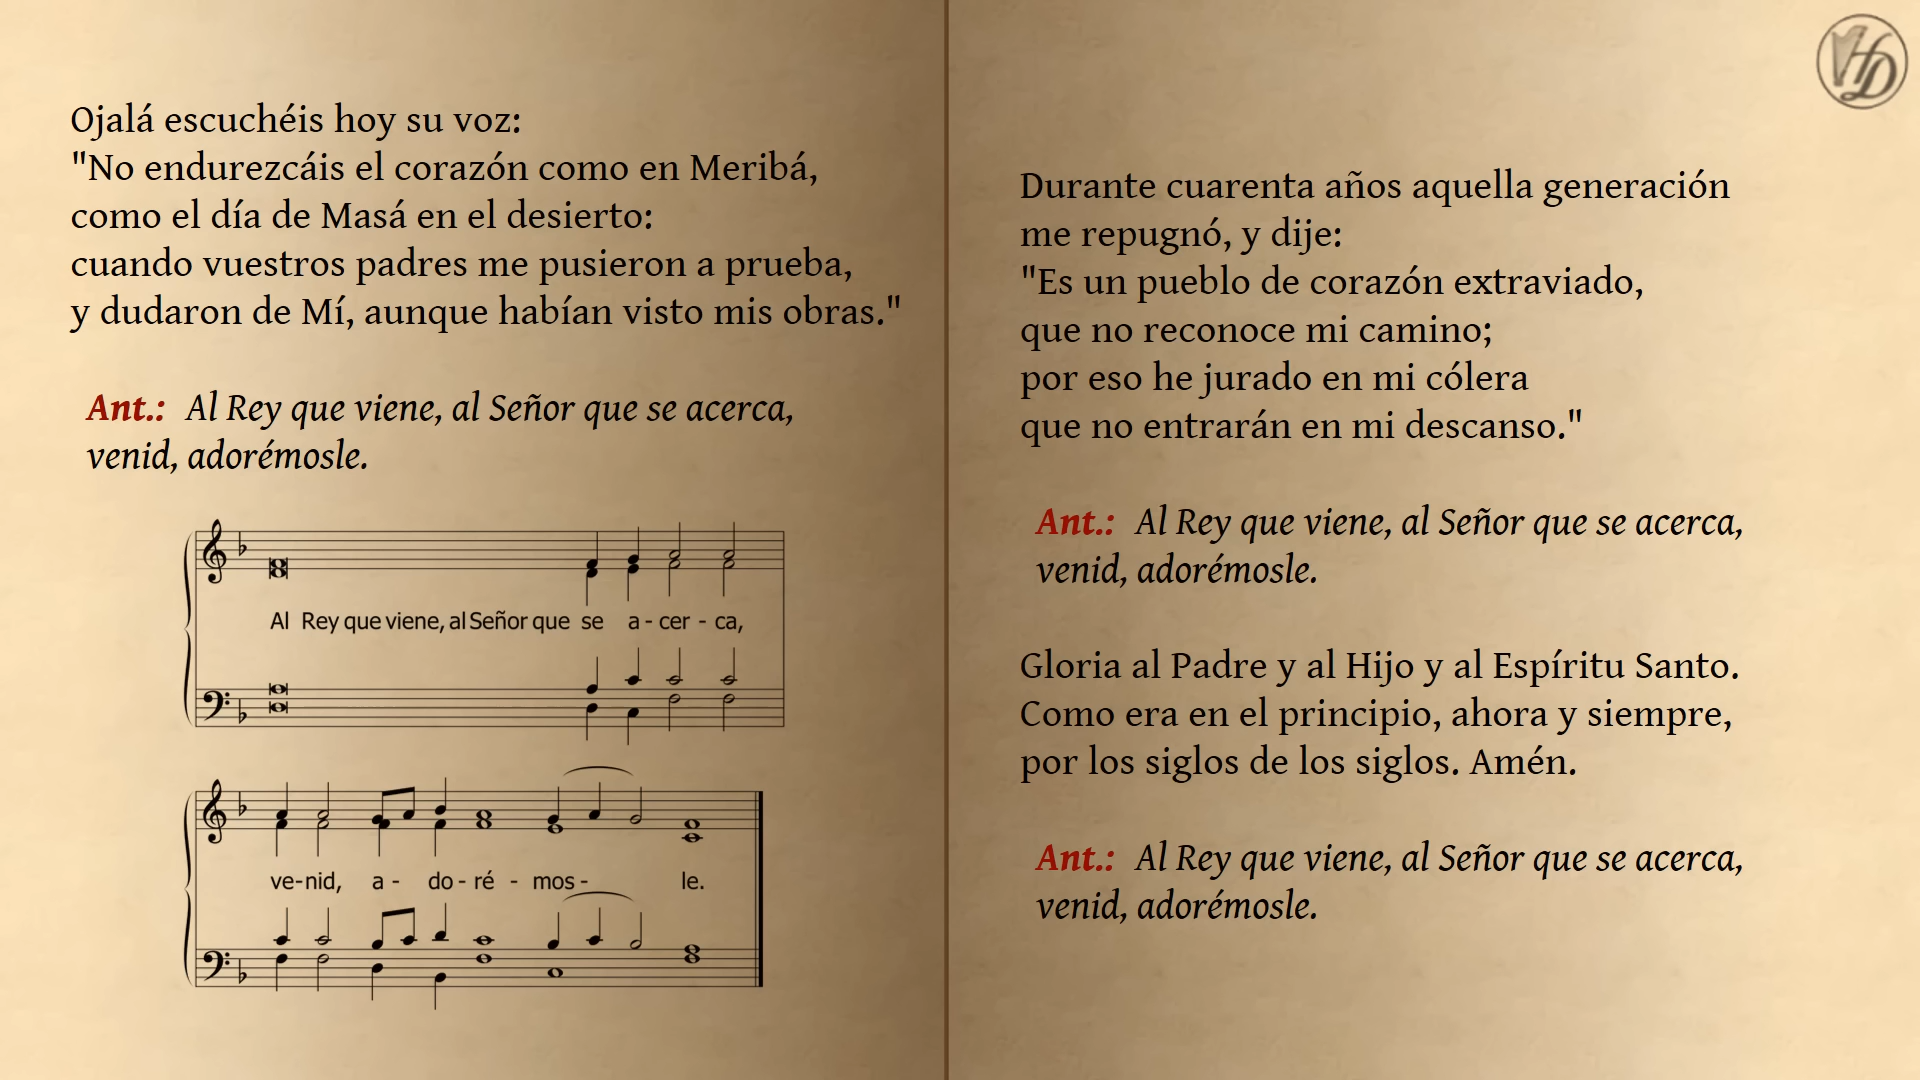 Ojalá escuchéis hoy su voz:
"No endurezcáis el corazón como en Meribá,
como el día de Masá en el desierto:
cuando vuestros padres me pusieron a prueba,
y dudaron de Mí, aunque habían visto mis obras."
Ant.: Al Rey que viene, al Señor que se acerca,
venid, adorémosle.
Al Rey que viene, al Señor que se a - cer - ca,
ve-nid, a - do - ré - mos - le.
HD
Durante cuarenta años aquella generación
me repugnó, y dije:
"Es un pueblo de corazón extraviado,
que no reconoce mi camino;
por eso he jurado en mi cólera
que no entrarán en mi descanso."
Ant.: Al Rey que viene, al Señor que se acerca,
venid, adorémosle.
Gloria al Padre y al Hijo y al Espíritu Santo.
Como era en el principio, ahora y siempre,
por los siglos de los siglos. Amén.
Ant.: Al Rey que viene, al Señor que se acerca,
venid, adorémosle.